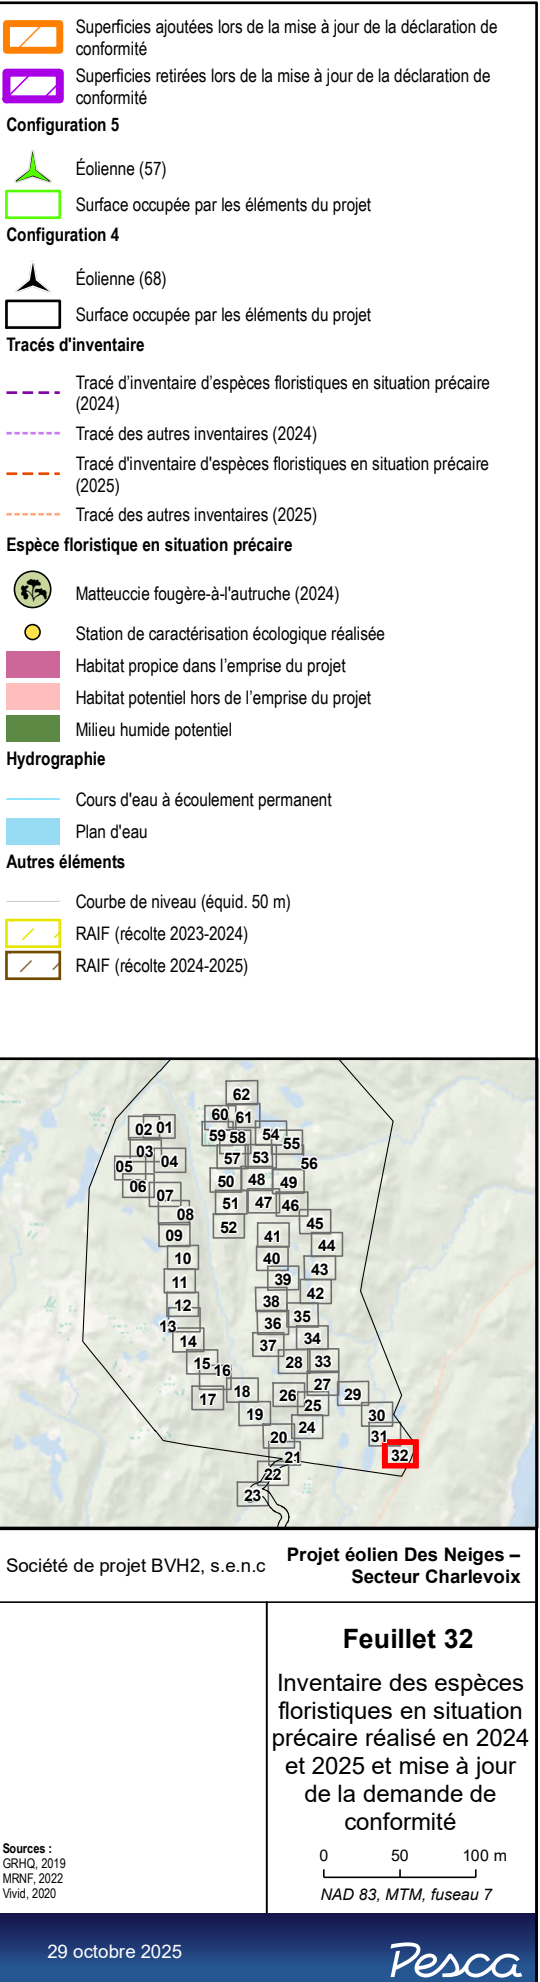 Superficies ajoutées lors de la mise à jour de la déclaration de
conformité
Superficies retirées lors de la mise à jour de la déclaration de
conformité
Configuration 5
Éolienne (57)
Surface occupée par les éléments du projet
Configuration 4
Éolienne (68)
Surface occupée par les éléments du projet
Tracés d'inventaire
Tracé d’inventaire d’espèces floristiques en situation précaire
(2024)
Tracé des autres inventaires (2024)
Tracé d'inventaire d'espèces floristiques en situation précaire
(2025)
Tracé des autres inventaires (2025)
Espèce floristique en situation précaire
Matteuccie fougère-à-l'autruche (2024)
Station de caractérisation écologique réalisée
Habitat propice dans l’emprise du projet
Habitat potentiel hors de l’emprise du projet
Milieu humide potentiel
Hydrographie
Cours d'eau à écoulement permanent
Plan d'eau
Autres éléments
Courbe de niveau (équid. 50 m)
RAIF (récolte 2023-2024)
RAIF (récolte 2024-2025)
62
60 61
02 01 59 58 54 55
03 04 57 53 56
05
06 07 50 48 49
08 51 47 46
09 52 41 45
44
10 40 43
11 39 42
12 38 35
13 36 34
14 37
15 16 28 33
17 18 26 27 29
19 25 30
20 24 31
21 32
22
23
Société de projet BVH2, s.e.n.c
Projet éolien Des Neiges –
Secteur Charlevoix
Feuillet 32
Inventaire des espèces
floristiques en situation
précaire réalisé en 2024
et 2025 et mise à jour
de la demande de
conformité
0 50 100 m
NAD 83, MTM, fuseau 7
Sources :
GRHQ, 2019
MRNF, 2022
Vivid, 2020
29 octobre 2025
Pesca